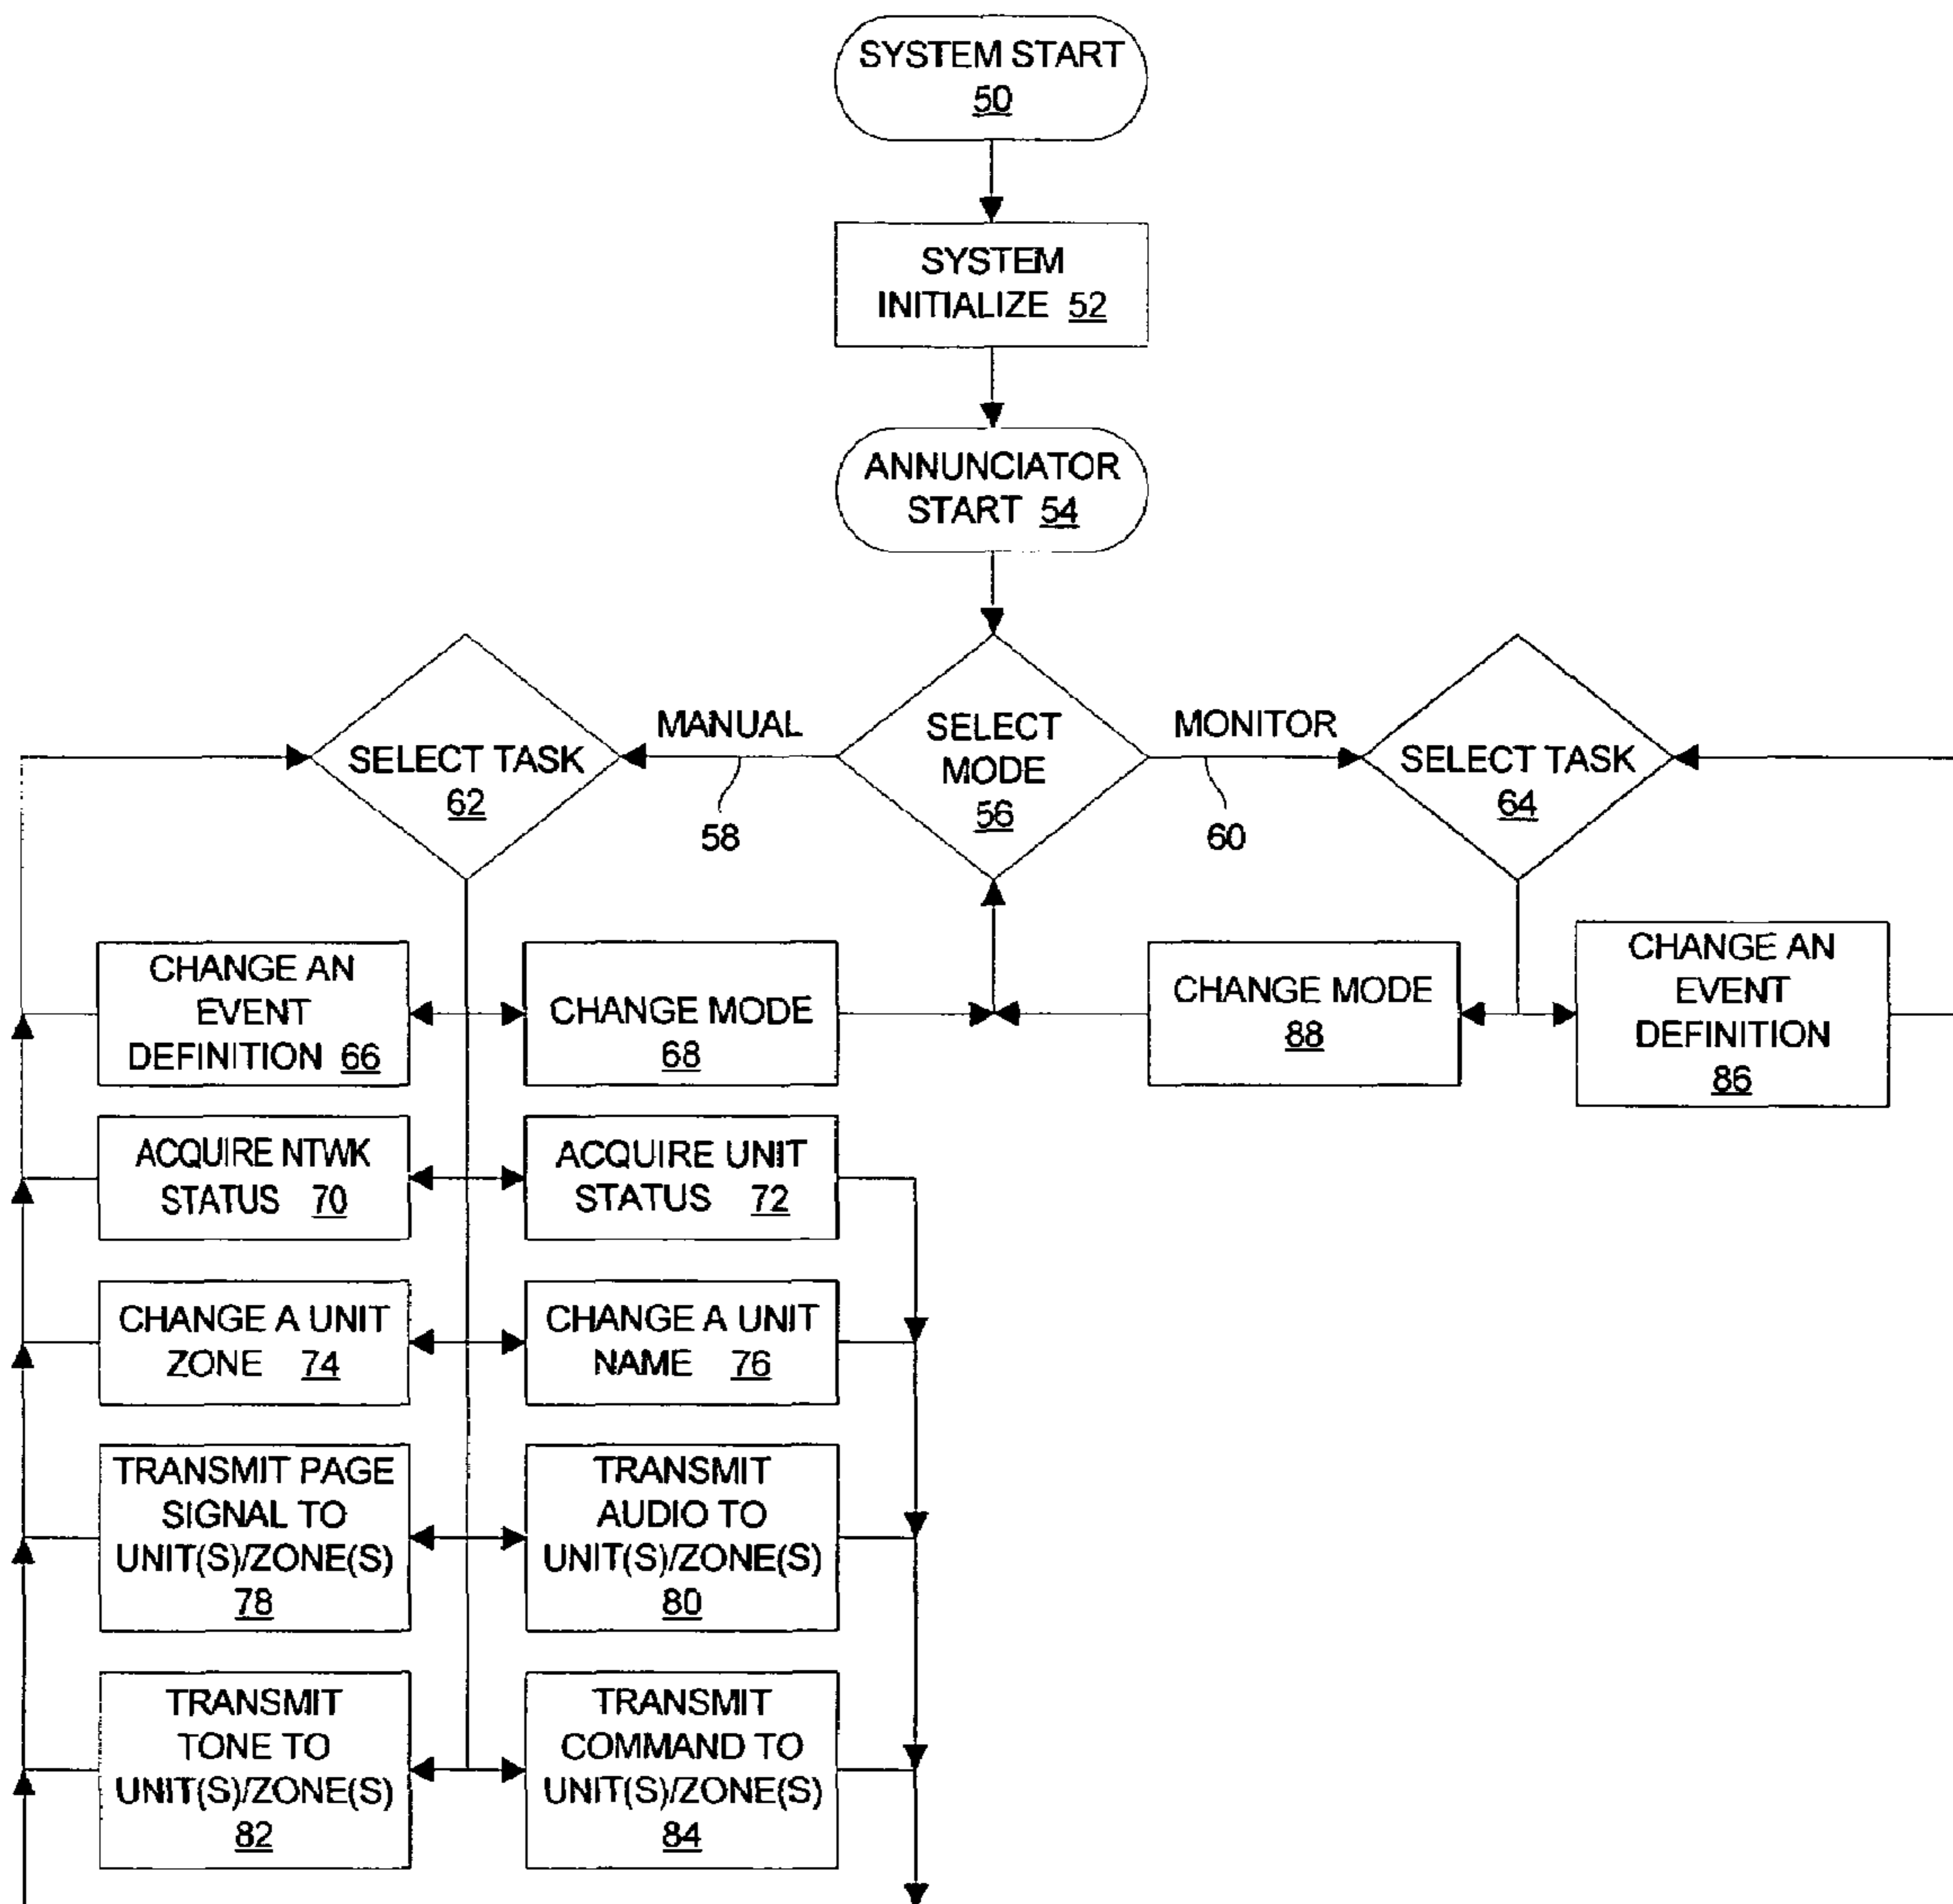 SYSTEM START
50
SYSTEM
INITIALIZE 52
ANNUNCIATOR
START 54
SELECT TASK
62
MANUAL
58
SELECT
MODE
56
MONITOR
60
SELECT TASK
64
CHANGE AN
EVENT
DEFINITION 66
CHANGE MODE
68
CHANGE MODE
88
CHANGE AN
EVENT
DEFINITION
86
ACQUIRE NTWK
STATUS 70
ACQUIRE UNIT
STATUS 72
CHANGE A UNIT
ZONE 74
CHANGE A UNIT
NAME 76
TRANSMIT PAGE
SIGNAL TO
UNIT(S)/ZONE(S)
78
TRANSMIT
AUDIO TO
UNIT(S)/ZONE(S)
80
TRANSMIT
TONE TO
UNIT(S)/ZONE(S)
82
TRANSMIT
COMMAND TO
UNIT(S)/ZONE(S)
84